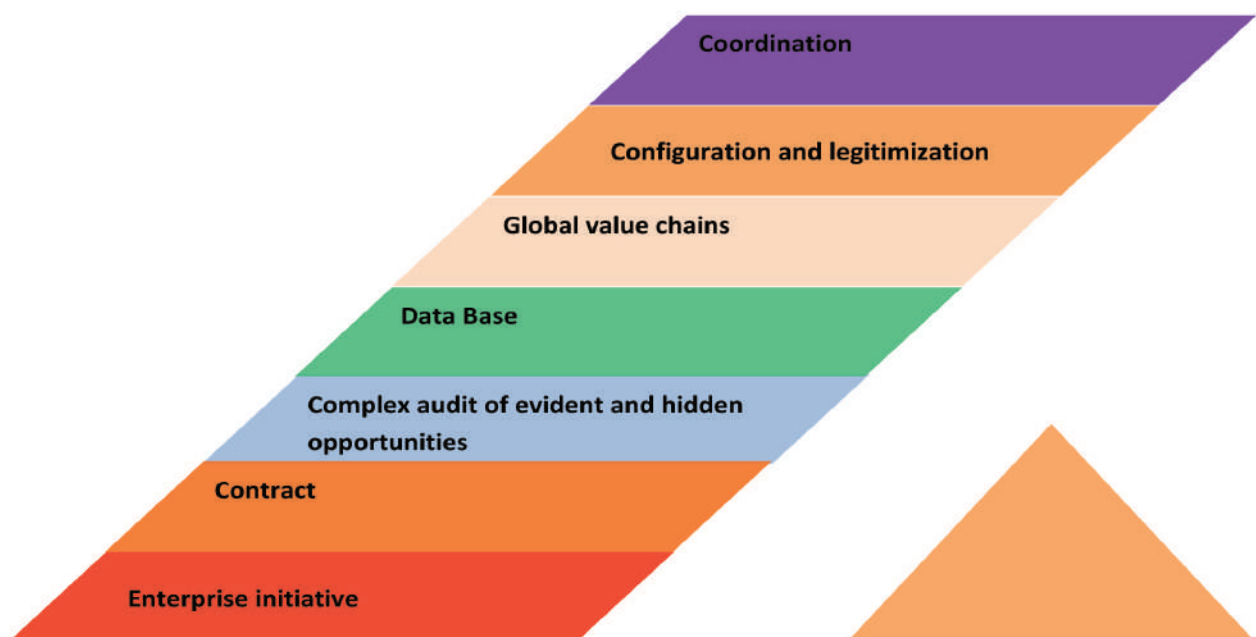 Coordination
Configuration and legitimization
Global value chains
Data Base
Complex audit of evident and hidden
opportunities
Contract
Enterprise initiative